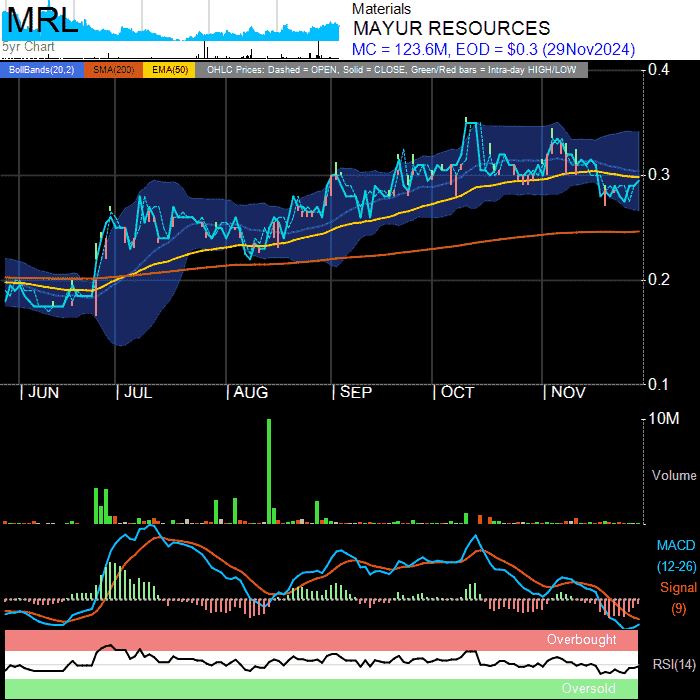 MRL
5yr Chart
Materials
MAYUR RESOURCES
MC = 123.6M, EOD = $0.3 (29Nov2024)
BollBands(20,2) SMA(200) EMA(50) OHLC Prices: Dashed = OPEN, Solid = CLOSE, Green/Red bars = Intra-day HIGH/LOW
0.4
0.3
0.2
0.1
| JUN | JUL | AUG | SEP | OCT | NOV
10M
Volume
MACD
(12-26)
Signal
(9)
Overbought
RSI(14)
Oversold